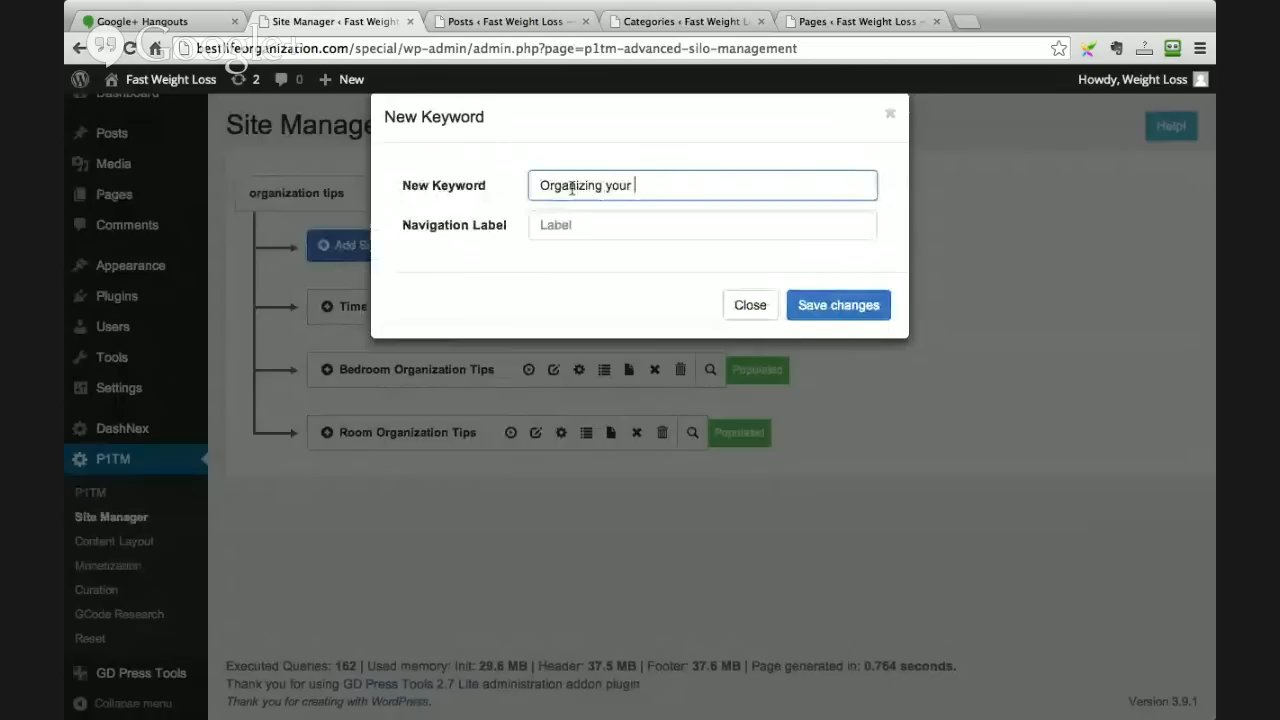 Google+ Hangouts
Site Manager ‹ Fast Weight
Posts ‹ Fast Weight Loss –
Categories ‹ Fast Weight L
Pages ‹ Fast Weight Loss –
Google+
bestlifeorganization.com/special/wp-admin/admin.php?page=p1tm-advanced-silo-management
Fast Weight Loss
2
0
New
Howdy, Weight Loss
Dashboard
Posts
Media
Pages
Comments
Appearance
Plugins
Users
Tools
Settings
DashNex
P1TM
P1TM
Site Manager
Content Layout
Monetization
Curation
GCode Research
Reset
GD Press Tools
Collapse menu
Site Manage
Help!
organization tips
Add S
Time
Bedroom Organization Tips
Populated
Room Organization Tips
Populated
New Keyword
New Keyword
Organizing your
Navigation Label
Label
Close
Save changes
Executed Queries: 162 | Used memory: Init: 29.6 MB | Header: 37.5 MB | Footer: 37.6 MB | Page generated in: 0.764 seconds.
Thank you for using GD Press Tools 2.7 Lite administration addon plugin
Thank you for creating with WordPress.
Version 3.9.1